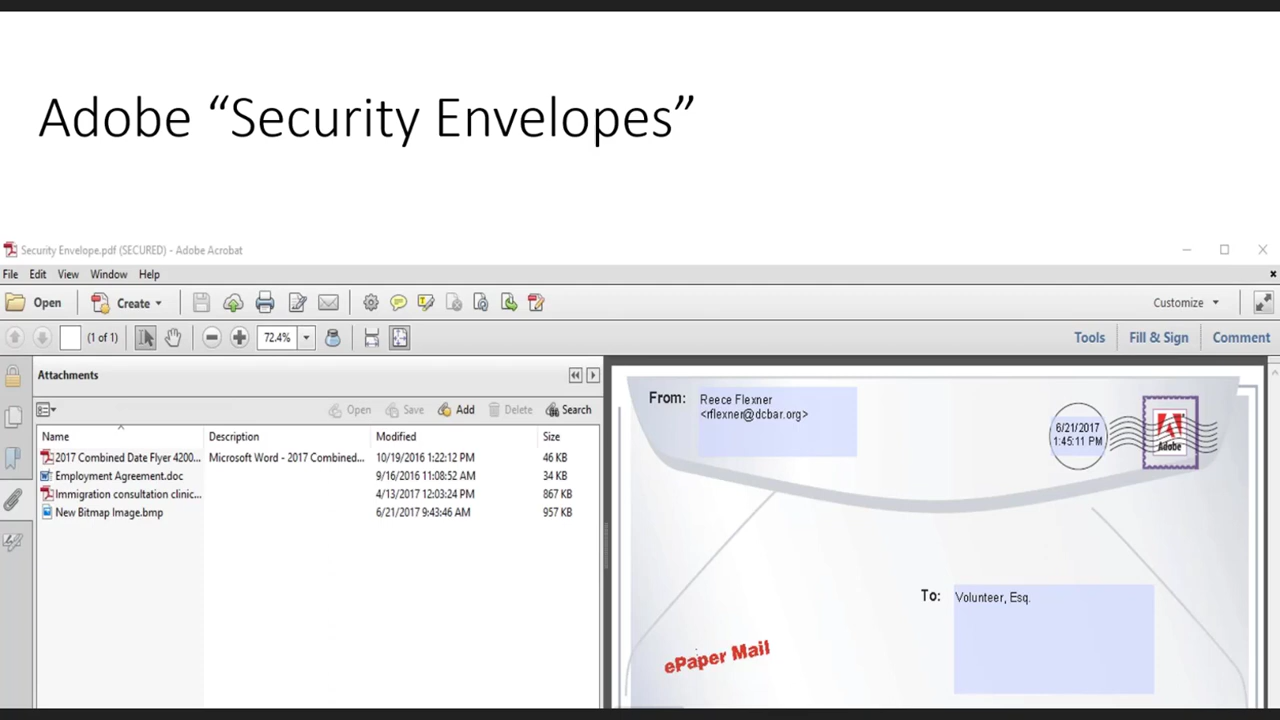 Adobe “Security Envelopes”
Security Envelope.pdf (SECURED) - Adobe Acrobat
File Edit View Window Help
Open Create Customize
(1 of 1) 72.4% Tools Fill & Sign Comment
Attachments
Open Save Add Delete Search
Name Description Modified Size
2017 Combined Date Flyer 4200... Microsoft Word - 2017 Combined... 10/19/2016 1:22:12 PM 46 KB
Employment Agreement.doc 9/16/2016 11:08:52 AM 34 KB
Immigration consultation clinic... 4/13/2017 12:03:24 PM 867 KB
New Bitmap Image.bmp 6/21/2017 9:43:46 AM 957 KB
From: Reece Flexner
<rflexner@dcbar.org>
6/21/2017
1:45:11 PM
Adobe
To: Volunteer, Esq.
ePaper Mail